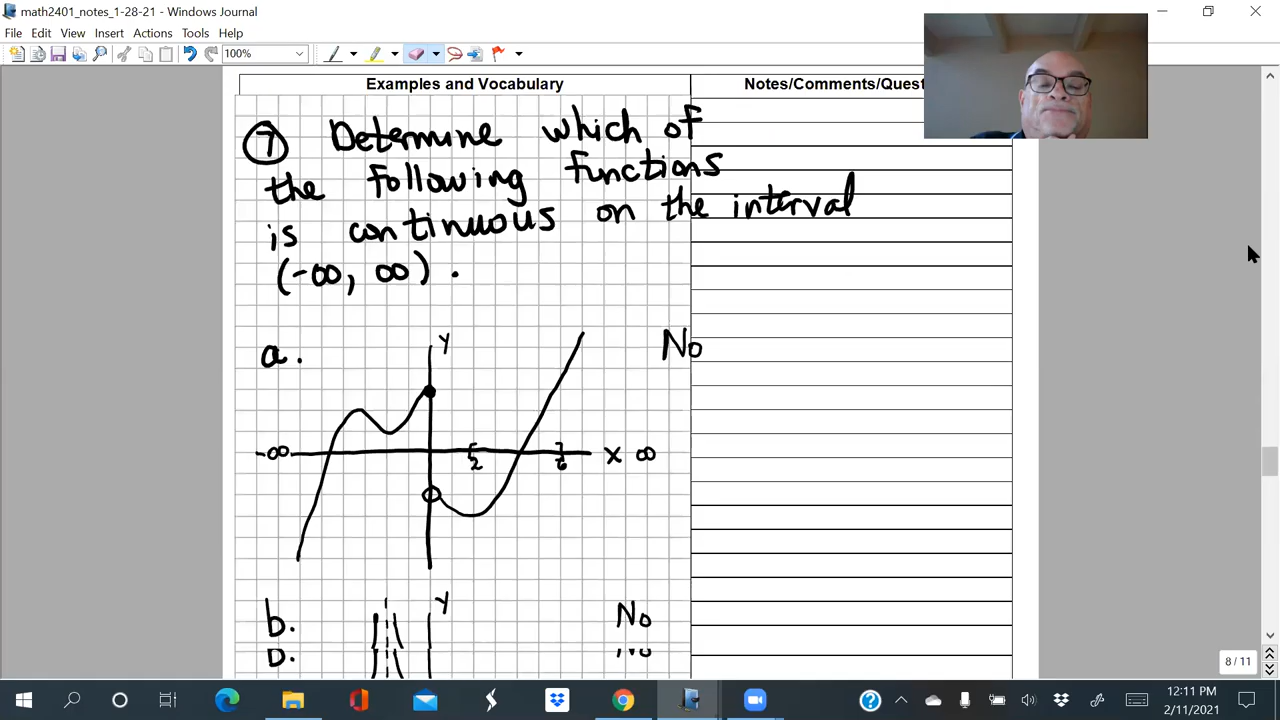 math2401_notes_1-28-21 - Windows Journal
File Edit View Insert Actions Tools Help
100%
Examples and Vocabulary
Notes/Comments/Quest
7 Determine which of
the following functions
is continuous on the interval
(-∞, ∞) .
a.
y
No
-∞
2
6
x ∞
b.
y
No
D.
8 / 11
12:11 PM
2/11/2021